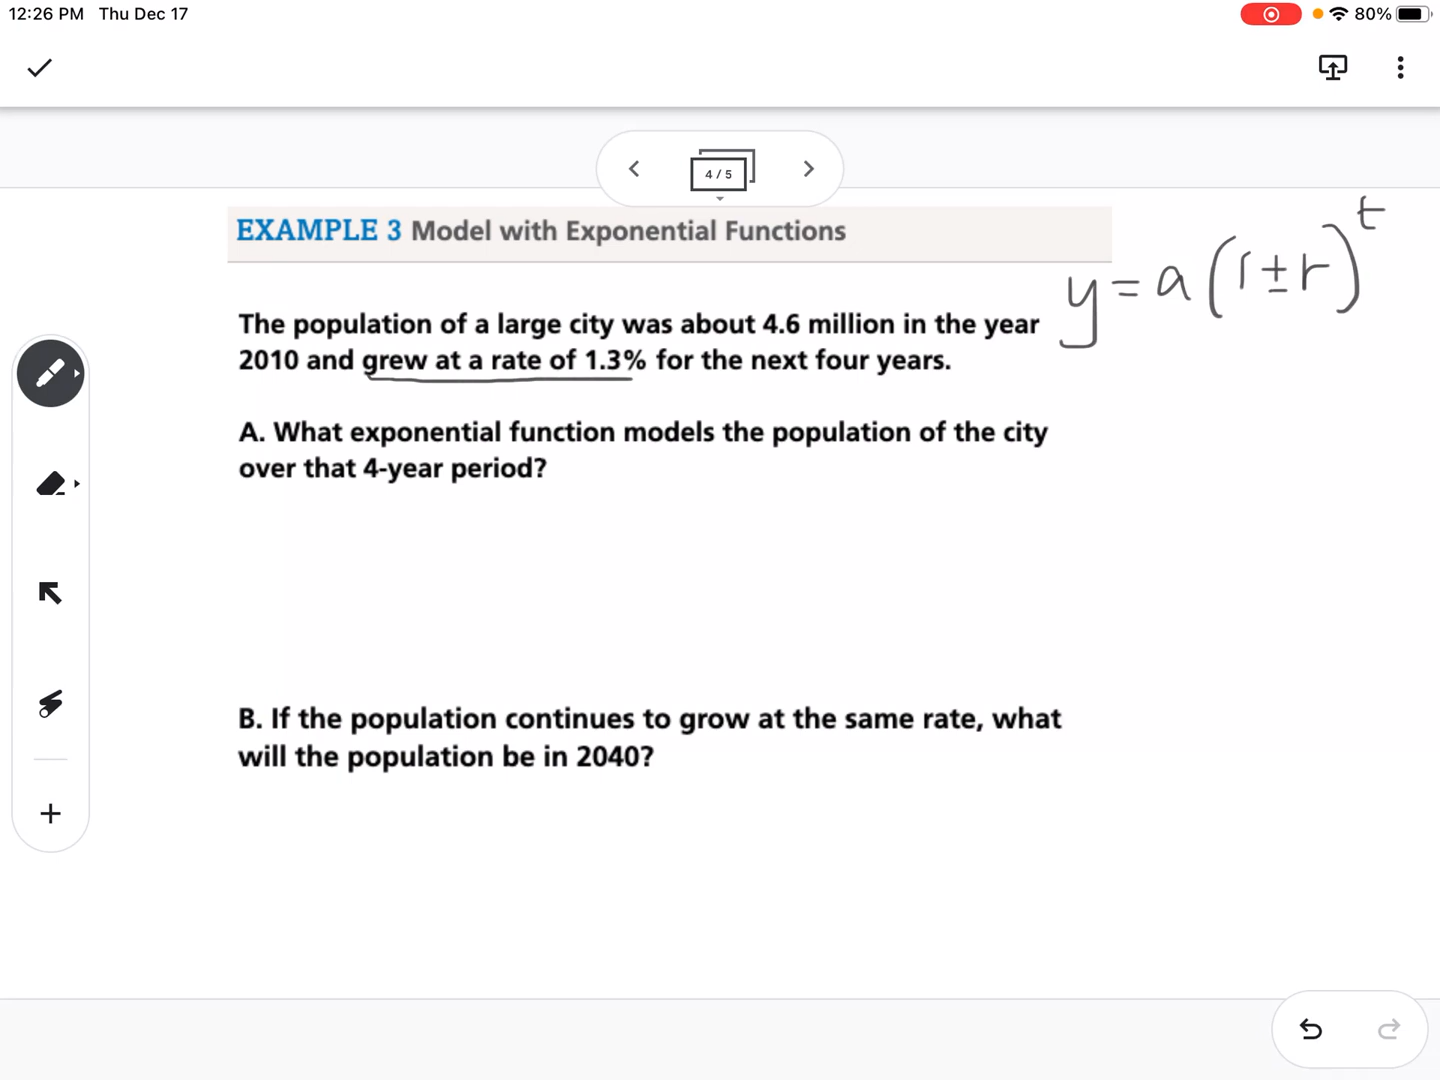 12:26 PM Thu Dec 17
80%
4 / 5
EXAMPLE 3 Model with Exponential Functions
y = a(1±r)^t
The population of a large city was about 4.6 million in the year
2010 and grew at a rate of 1.3% for the next four years.
A. What exponential function models the population of the city
over that 4-year period?
B. If the population continues to grow at the same rate, what
will the population be in 2040?